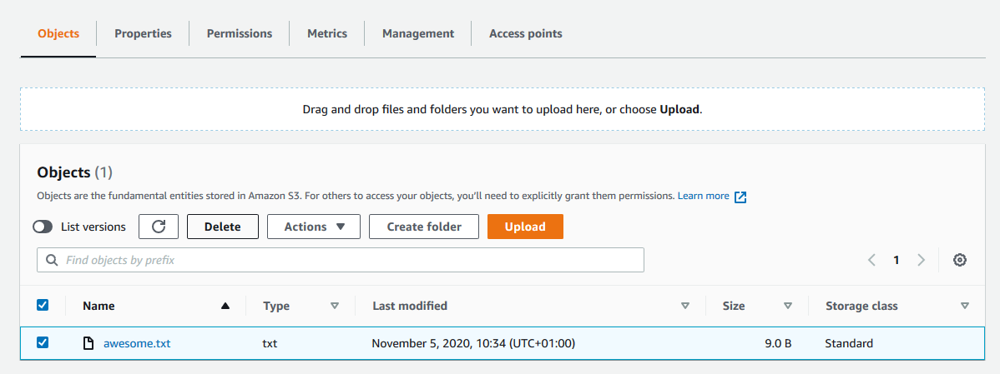 Objects Properties Permissions Metrics Management Access points
Drag and drop files and folders you want to upload here, or choose Upload.
Objects (1)
Objects are the fundamental entities stored in Amazon S3. For others to access your objects, you’ll need to explicitly grant them permissions. Learn more
List versions Delete Actions Create folder Upload
Find objects by prefix 1
Name Type Last modified Size Storage class
awesome.txt txt November 5, 2020, 10:34 (UTC+01:00) 9.0 B Standard